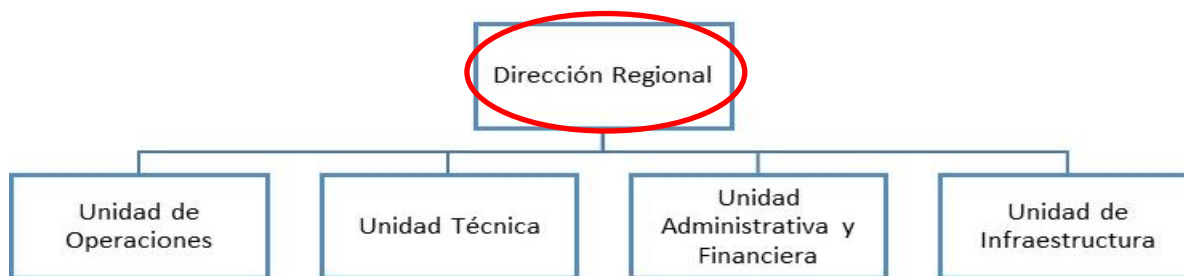 Dirección Regional
Unidad de
Operaciones
Unidad Técnica
Unidad
Administrativa y
Financiera
Unidad de
Infraestructura